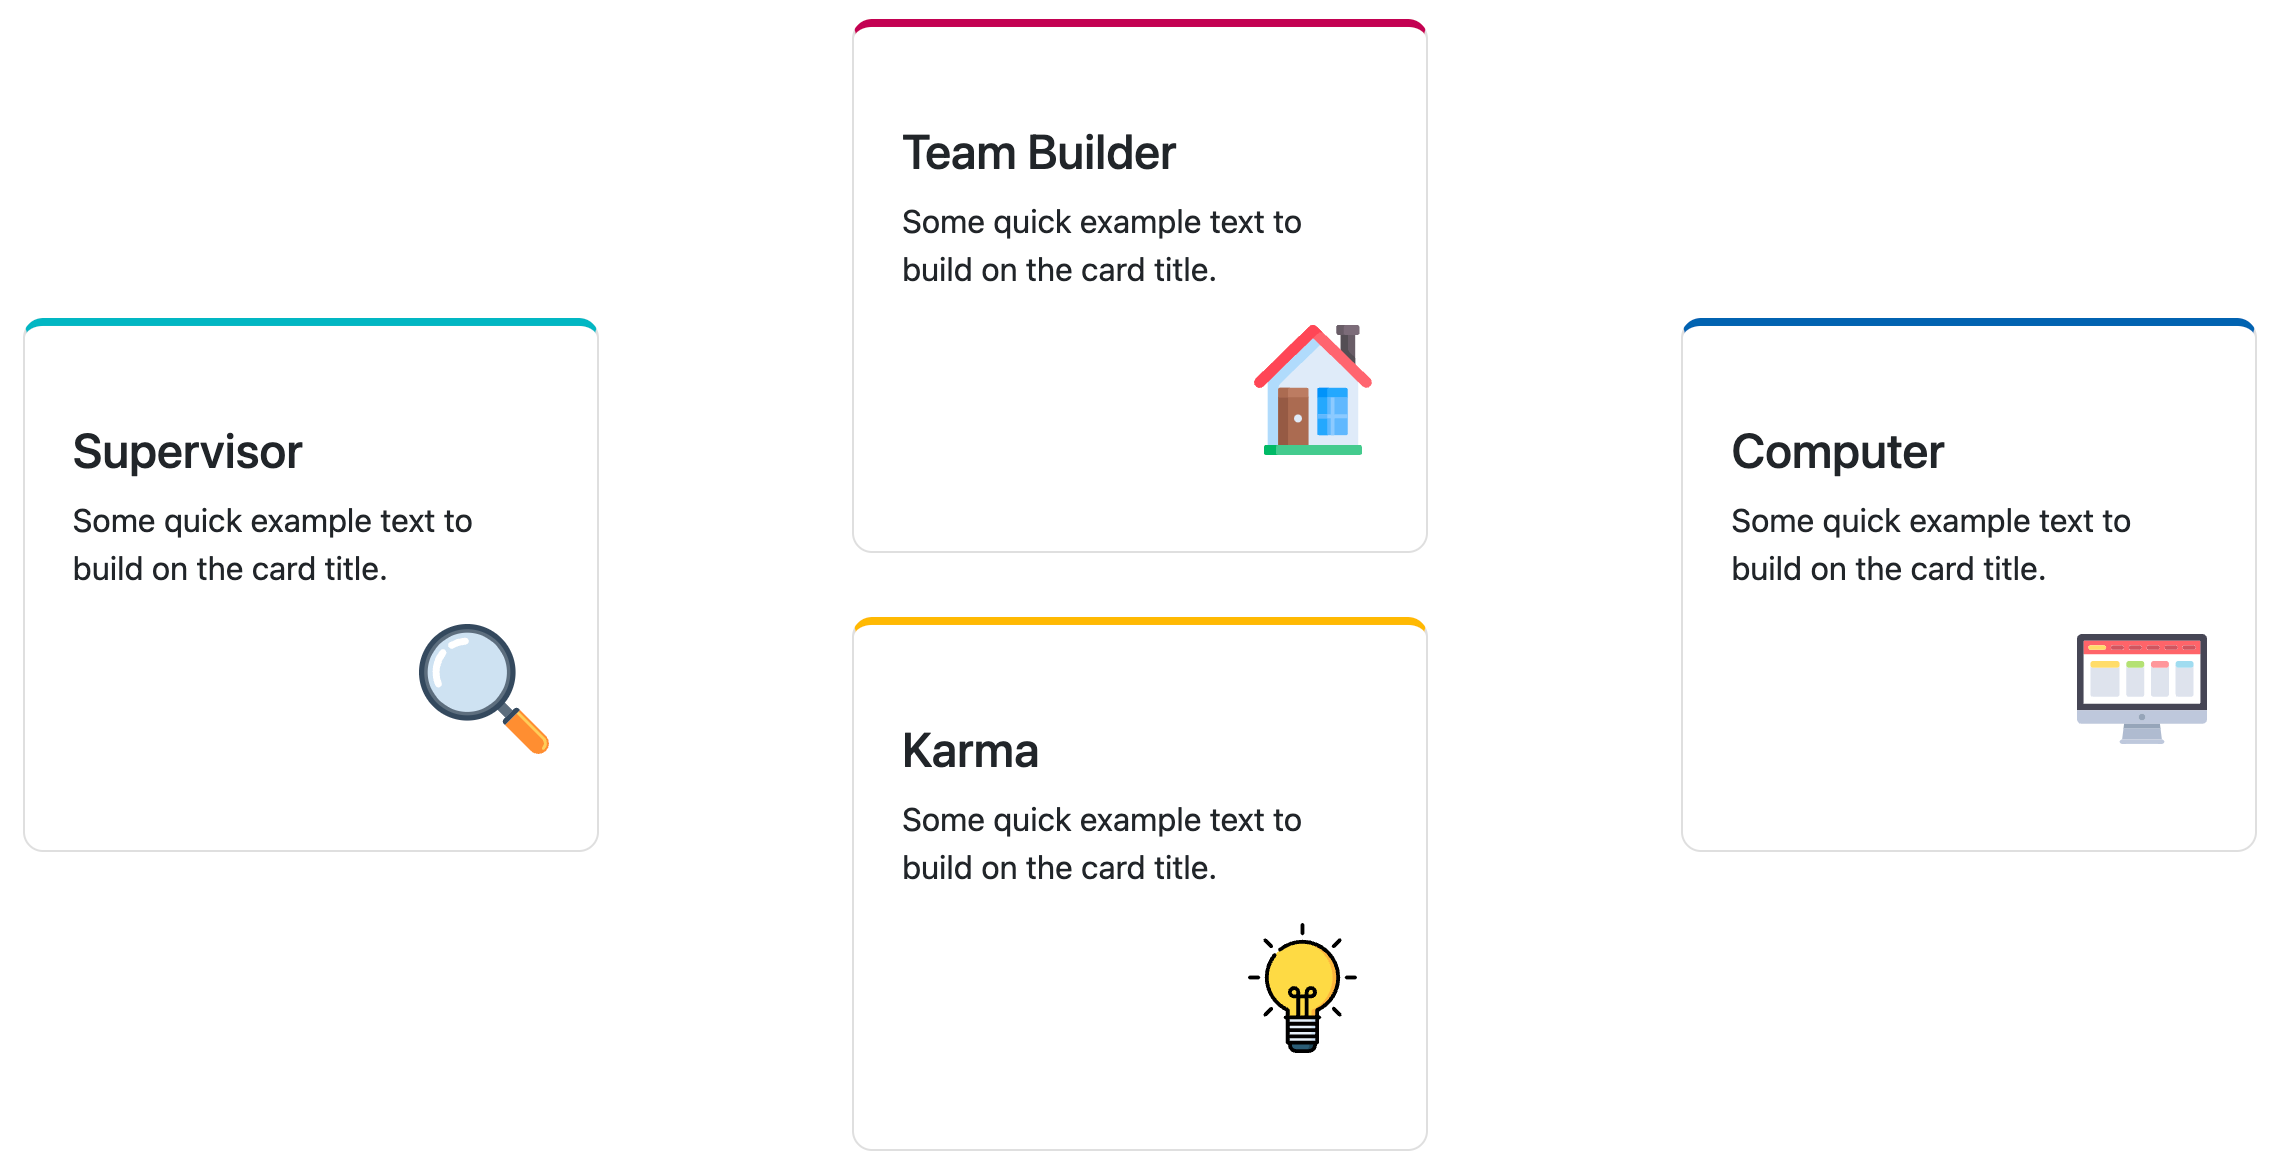 Supervisor
Some quick example text to
build on the card title.
Team Builder
Some quick example text to
build on the card title.
Karma
Some quick example text to
build on the card title.
Computer
Some quick example text to
build on the card title.